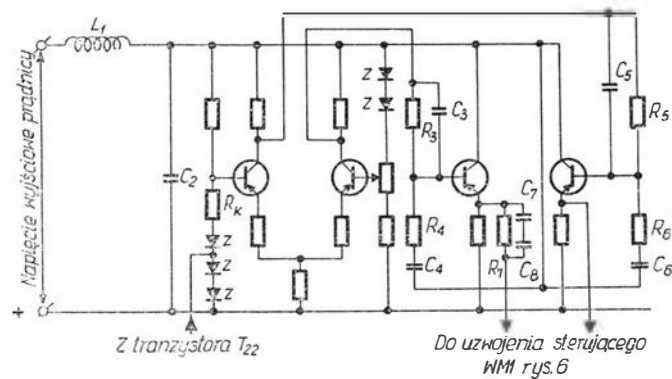 L1
Napięcie wyjściowe prądnicy
+
C2
Rk
Z
Z
Z
Z
Z
R3
C3
R4
C4
C7
R7
C8
C5
R5
R6
C6
Z tranzystora T22
Do uzwojenia sterującego
WM1 rys.6